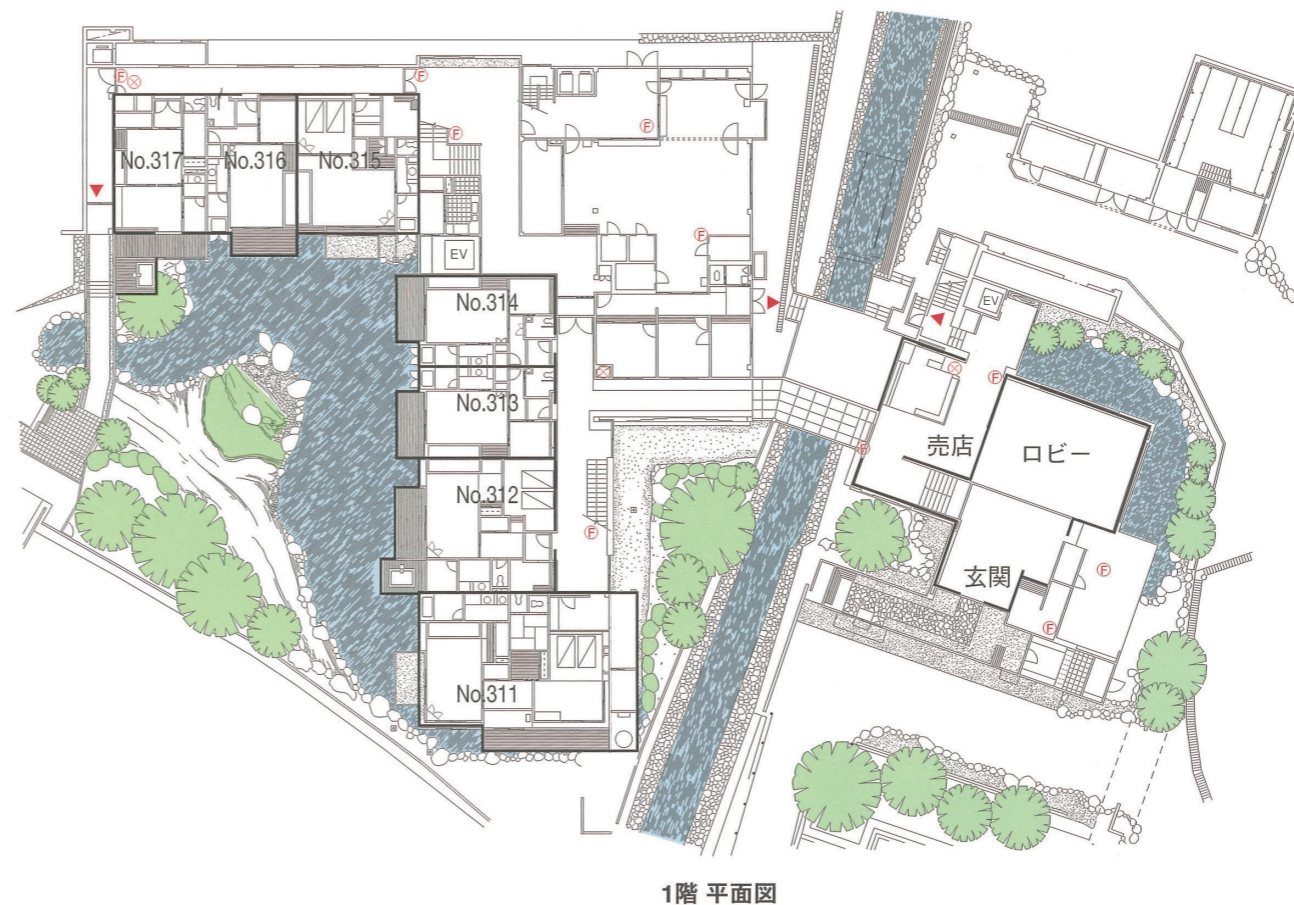 Ⓕ
Ⓕ
Ⓕ
Ⓕ
No.317
No.316
No.315
Ⓕ
EV
No.314
EV
No.313
Ⓕ
売店
ロビー
Ⓕ
No.312
Ⓕ
Ⓕ
玄関
Ⓕ
No.311
1階 平面図